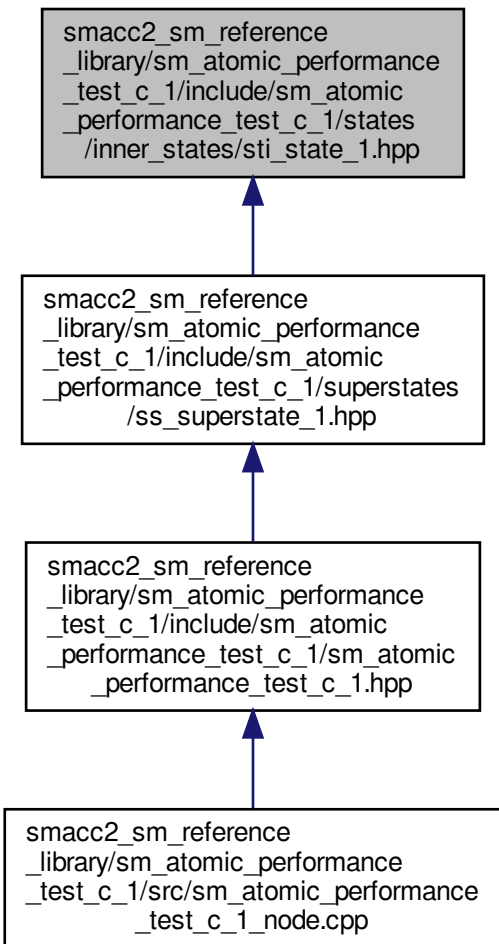 smacc2_sm_reference
_library/sm_atomic_performance
_test_c_1/include/sm_atomic
_performance_test_c_1/states
/inner_states/sti_state_1.hpp
smacc2_sm_reference
_library/sm_atomic_performance
_test_c_1/include/sm_atomic
_performance_test_c_1/superstates
/ss_superstate_1.hpp
smacc2_sm_reference
_library/sm_atomic_performance
_test_c_1/include/sm_atomic
_performance_test_c_1/sm_atomic
_performance_test_c_1.hpp
smacc2_sm_reference
_library/sm_atomic_performance
_test_c_1/src/sm_atomic_performance
_test_c_1_node.cpp